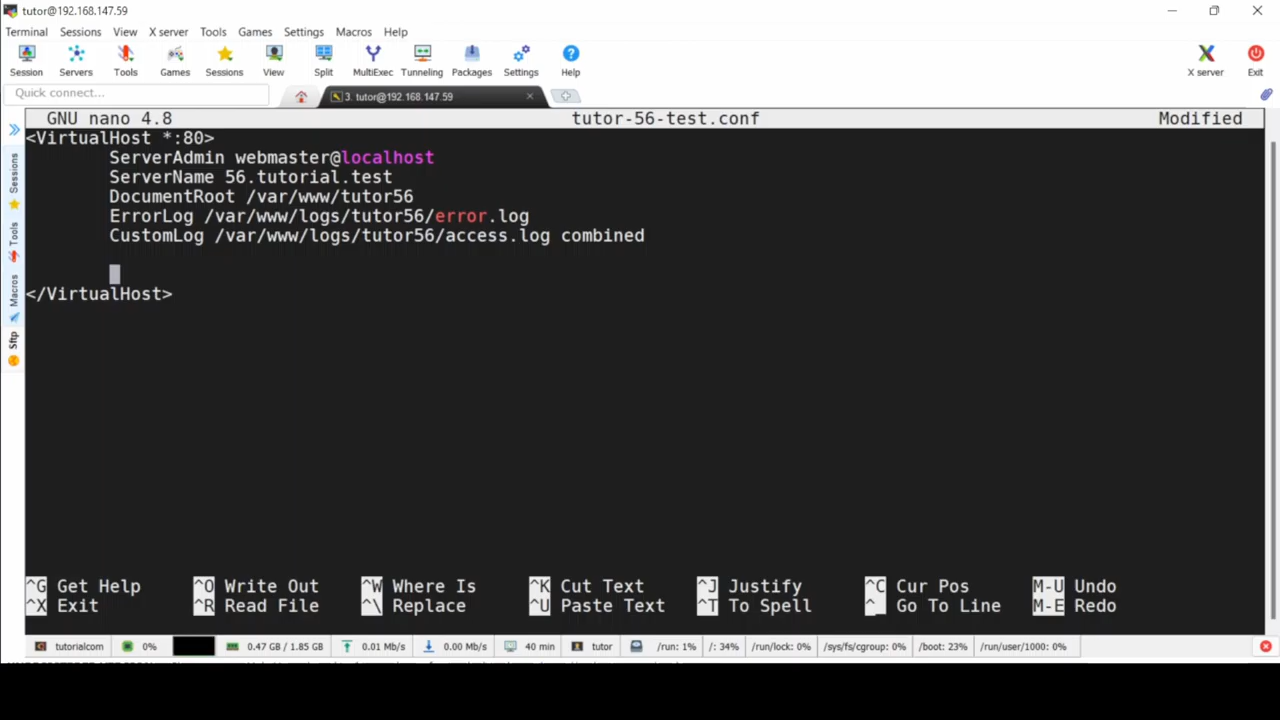 tutor@192.168.147.59
Terminal Sessions View X server Tools Games Settings Macros Help
Session Servers Tools Games Sessions View Split MultiExec Tunneling Packages Settings Help X server Exit
Quick connect...
3. tutor@192.168.147.59
Sessions
Tools
Macros
Sftp
GNU nano 4.8 tutor-56-test.conf Modified
<VirtualHost *:80>
ServerAdmin webmaster@localhost
ServerName 56.tutorial.test
DocumentRoot /var/www/tutor56
ErrorLog /var/www/logs/tutor56/error.log
CustomLog /var/www/logs/tutor56/access.log combined
</VirtualHost>
^G Get Help ^O Write Out ^W Where Is ^K Cut Text ^J Justify ^C Cur Pos M-U Undo
^X Exit ^R Read File ^\ Replace ^U Paste Text ^T To Spell ^_ Go To Line M-E Redo
tutorialcom 0% 0.47 GB / 1.85 GB 0.01 Mb/s 0.00 Mb/s 40 min tutor /run: 1% /: 34% /run/lock: 0% /sys/fs/cgroup: 0% /boot: 23% /run/user/1000: 0%